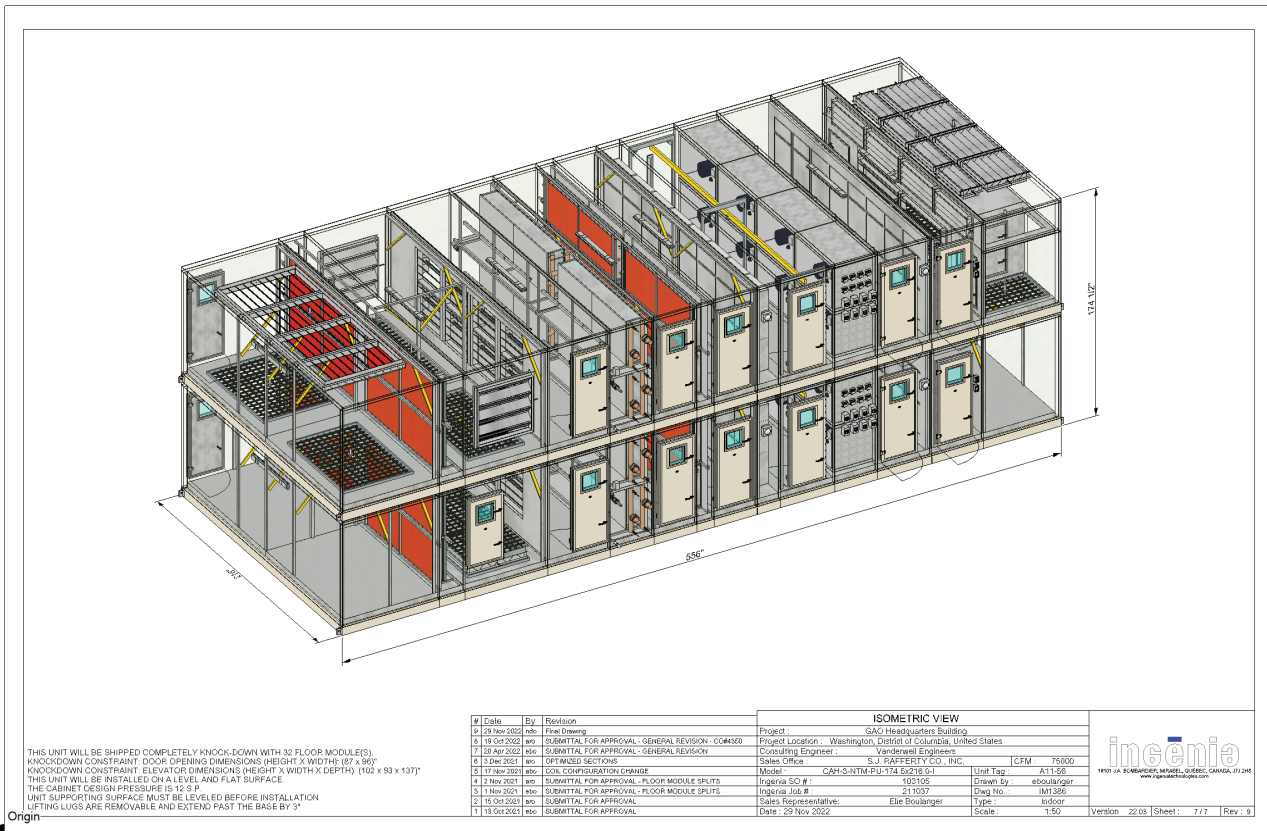 174 1/2"
556"
THIS UNIT WILL BE SHIPPED COMPLETELY KNOCK-DOWN WITH 32 FLOOR MODULE(S).
KNOCKDOWN CONSTRAINT: DOOR OPENING DIMENSIONS (HEIGHT X WIDTH): (87 x 96)"
KNOCKDOWN CONSTRAINT: ELEVATOR DIMENSIONS (HEIGHT X WIDTH X DEPTH): (102 x 93 x 137)"
THIS UNIT WILL BE INSTALLED ON A LEVEL AND FLAT SURFACE.
THE CABINET DESIGN PRESSURE IS 12 S.P.
UNIT SUPPORTING SURFACE MUST BE LEVELED BEFORE INSTALLATION.
LIFTING LUGS ARE REMOVABLE AND EXTEND PAST THE BASE BY 3"
Origin
# Date By Revision
9 29 Nov 2022 ndo Final Drawing
8 19 Oct 2022 aro SUBMITTAL FOR APPROVAL - GENERAL REVISION - CO#4350
7 20 Apr 2022 ebo SUBMITTAL FOR APPROVAL - GENERAL REVISION
6 3 Dec 2021 aro OPTIMIZED SECTIONS
5 17 Nov 2021 ebo COIL CONFIGURATION CHANGE
4 2 Nov 2021 aro SUBMITTAL FOR APPROVAL - FLOOR MODULE SPLITS
3 1 Nov 2021 ebo SUBMITTAL FOR APPROVAL - FLOOR MODULE SPLITS
2 15 Oct 2021 aro SUBMITTAL FOR APPROVAL
1 13 Oct 2021 ebo SUBMITTAL FOR APPROVAL
ISOMETRIC VIEW
Project : GAO Headquarters Building
Project Location : Washington, District of Columbia, United States
Consulting Engineer : Vanderweil Engineers
Sales Office : S.J. RAFFERTY CO., INC. CFM : 75000
Model : CAH-3-NTM-PU-174.5x216.0-I Unit Tag : A11-56
Ingenia SO # : 103105 Drawn by : eboulanger
Ingenia Job # : 211037 Dwg No. : IM1386
Sales Representative: Elie Boulanger Type : Indoor
Date : 29 Nov 2022 Scale : 1:50
ingenia
18101 J.A. BOMBARDIER, MIRABEL, QUEBEC, CANADA, J7J 2H8
www.ingeniatechnologies.com
Version 22.03 Sheet : 7 / 7 Rev : 9